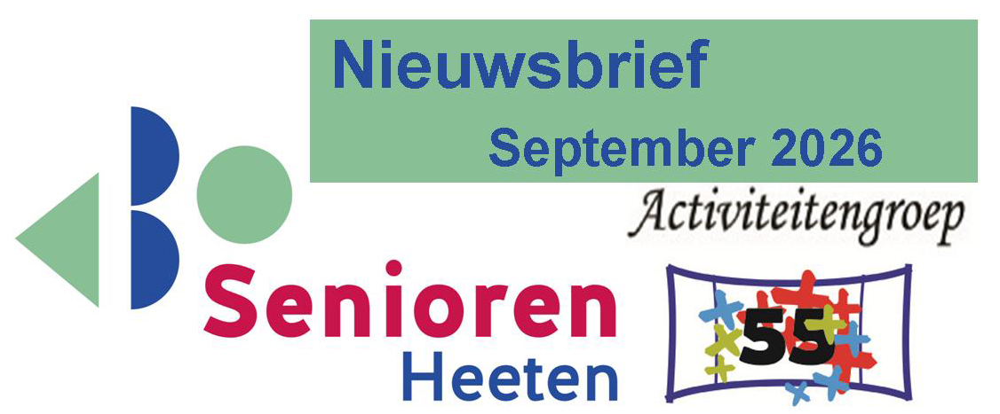 Nieuwsbrief
September 2026
Activiteitengroep
Senioren
Heeten
55